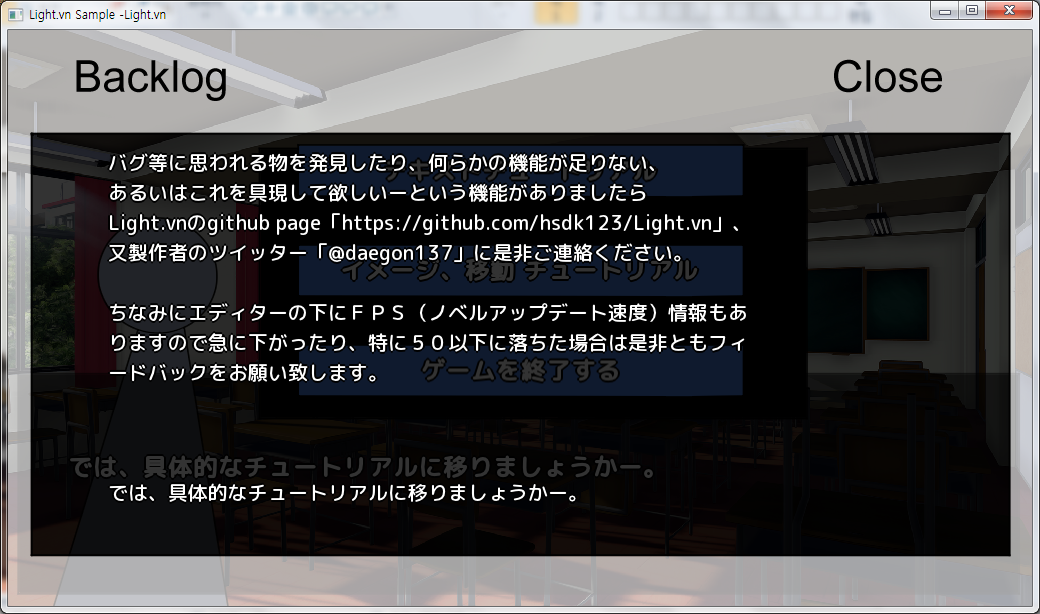 Light.vn Sample -Light.vn
Backlog
Close
テキストチュートリアル
バグ等に思われる物を発見したり、何らかの機能が足りない、
あるいはこれを具現して欲しいーという機能がありましたら
Light.vnのgithub page「https://github.com/hsdk123/Light.vn」、
又製作者のツイッター「@daegon137」に是非ご連絡ください。
イメージ、移動 チュートリアル
ちなみにエディターの下にＦＰＳ（ノベルアップデート速度）情報もあ
りますので急に下がったり、特に５０以下に落ちた場合は是非ともフィ
ードバックをお願い致します。
ゲームを終了する
では、具体的なチュートリアルに移りましょうかー。
では、具体的なチュートリアルに移りましょうかー。